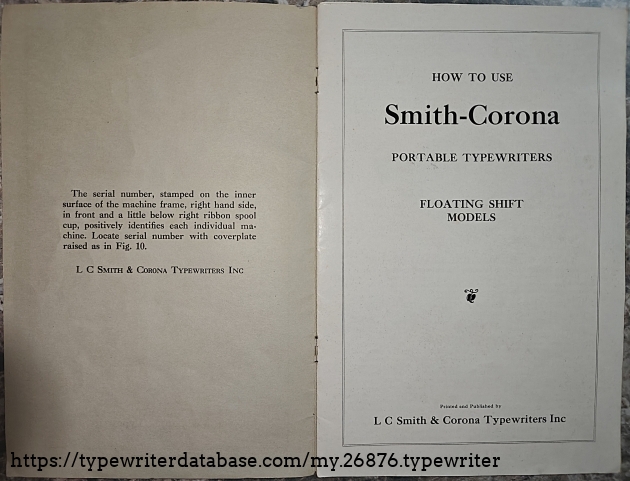 The serial number, stamped on the inner
surface of the machine frame, right hand side,
in front and a little below right ribbon spool
cup, positively identifies each individual ma-
chine. Locate serial number with coverplate
raised as in Fig. 10.
L C Smith & Corona Typewriters Inc
HOW TO USE
Smith-Corona
PORTABLE TYPEWRITERS
FLOATING SHIFT
MODELS
Printed and Published by
L C Smith & Corona Typewriters Inc
https://typewriterdatabase.com/my.26876.typewriter